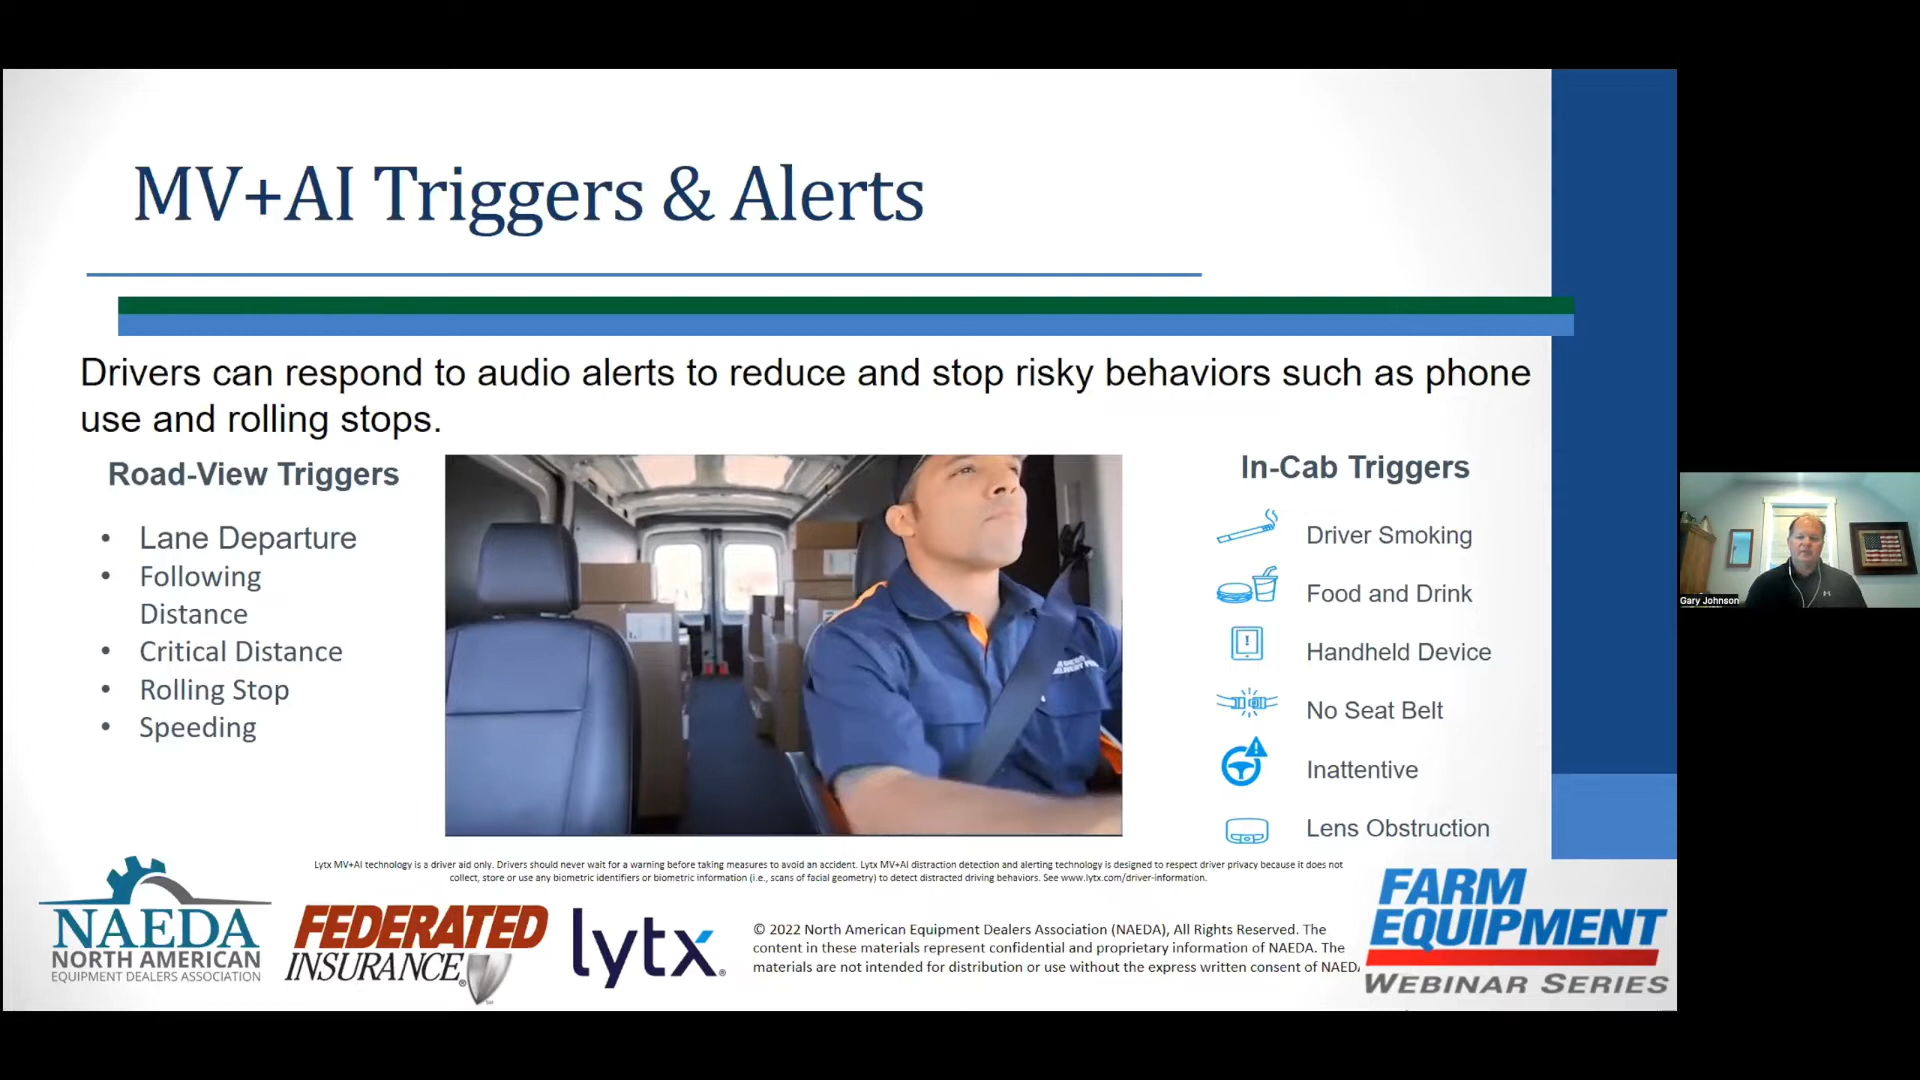 MV+AI Triggers & Alerts
Drivers can respond to audio alerts to reduce and stop risky behaviors such as phone
use and rolling stops.
Road-View Triggers
• Lane Departure
• Following
Distance
• Critical Distance
• Rolling Stop
• Speeding
In-Cab Triggers
Driver Smoking
Food and Drink
Handheld Device
No Seat Belt
Inattentive
Lens Obstruction
Gary Johnson
Lytx MV+AI technology is a driver aid only. Drivers should never wait for a warning before taking measures to avoid an accident. Lytx MV+AI distraction detection and alerting technology is designed to respect driver privacy because it does not
collect, store or use any biometric identifiers or biometric information (i.e., scans of facial geometry) to detect distracted driving behaviors. See www.lytx.com/driver-information.
NAEDA
NORTH AMERICAN
EQUIPMENT DEALERS ASSOCIATION
FEDERATED
INSURANCE®
lytx®
© 2022 North American Equipment Dealers Association (NAEDA), All Rights Reserved. The
content in these materials represent confidential and proprietary information of NAEDA. The
materials are not intended for distribution or use without the express written consent of NAEDA
FARM
EQUIPMENT
WEBINAR SERIES